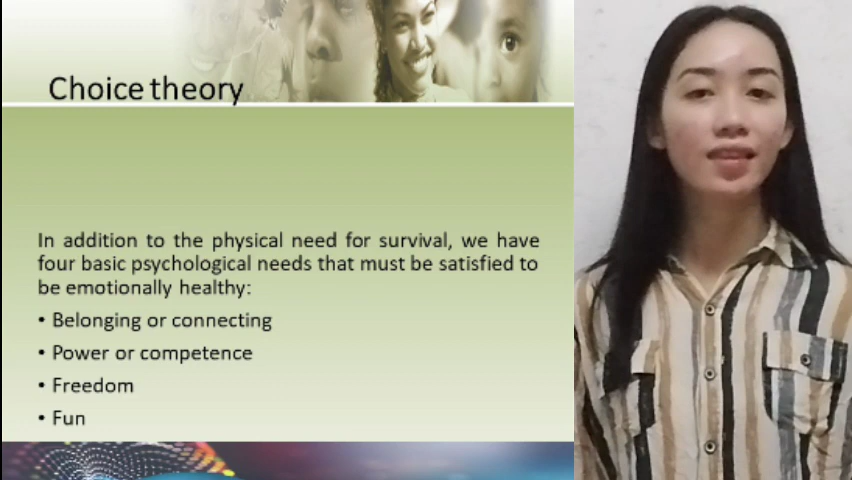 Choice theory
In addition to the physical need for survival, we have
four basic psychological needs that must be satisfied to
be emotionally healthy:
• Belonging or connecting
• Power or competence
• Freedom
• Fun